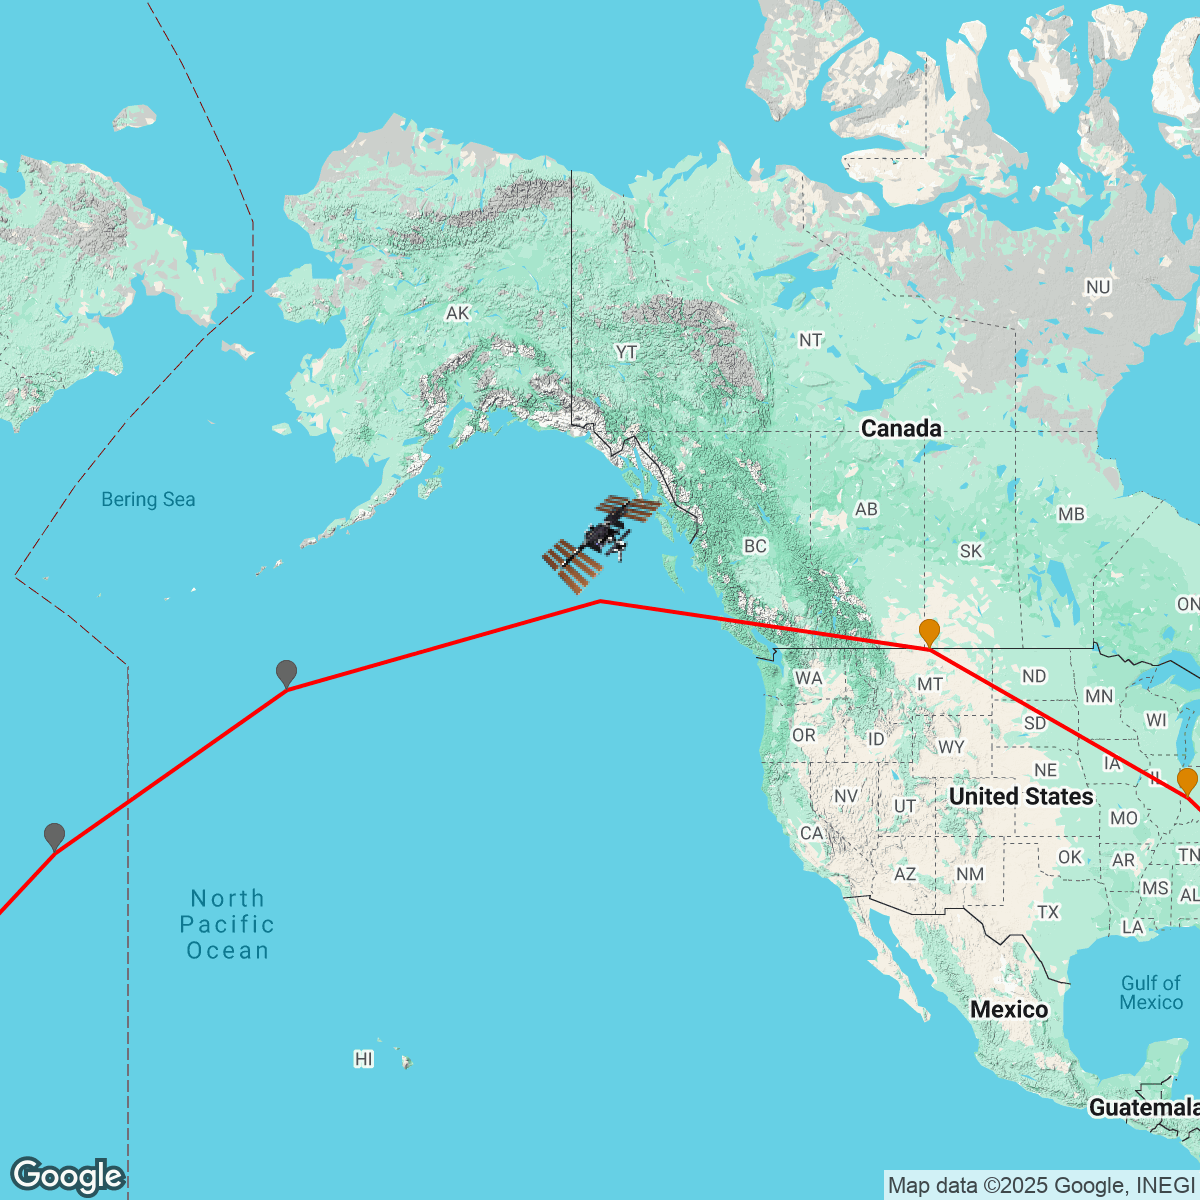 NU
AK
NT
YT
Canada
Bering Sea
AB
MB
BC
SK
ON
WA
MT
ND
MN
OR
ID
SD
WI
WY
IA
IL
NE
NV
UT
United States
MO
CA
OK
AR
TN
AZ
NM
MS
AL
North
Pacific
Ocean
TX
LA
Gulf of
Mexico
Mexico
HI
Guatemala
Google
Map data ©2025 Google, INEGI